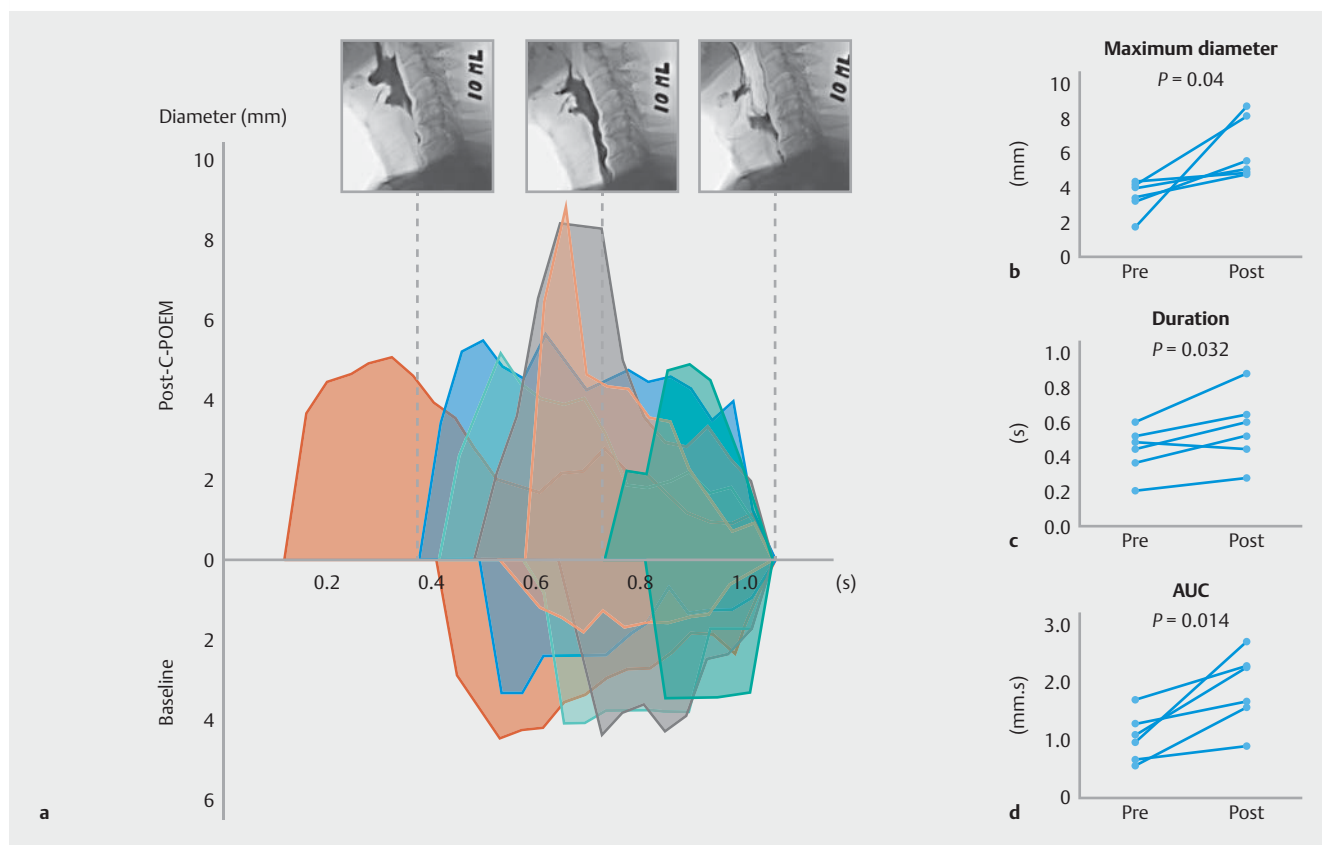 10 ML
10 ML
10 ML
Diameter (mm)
10
8
6
4
2
0
2
4
6
Post-C-POEM
Baseline
0.2
0.4
0.6
0.8
1.0
(s)
a
Maximum diameter
P = 0.04
10
8
6
4
2
0
(mm)
Pre
Post
b
Duration
P = 0.032
1.0
0.8
0.6
0.4
0.2
0.0
(s)
Pre
Post
c
AUC
P = 0.014
3.0
2.0
1.0
0
(mm.s)
Pre
Post
d